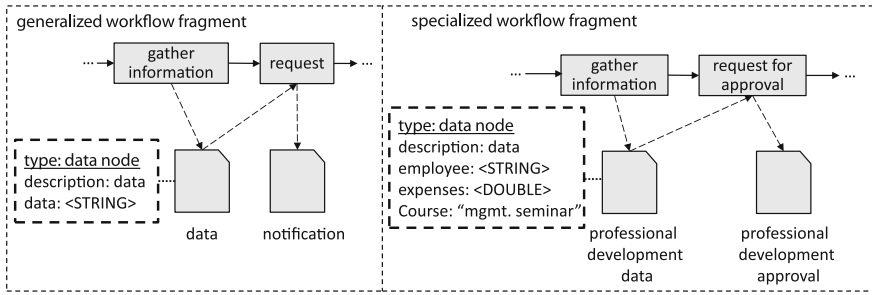 generalized workflow fragment
gather
information
request
...
...
type: data node
description: data
data: <STRING>
data
notification
specialized workflow fragment
gather
information
request for
approval
...
...
type: data node
description: data
employee: <STRING>
expenses: <DOUBLE>
Course: “mgmt. seminar”
professional
development
data
professional
development
approval